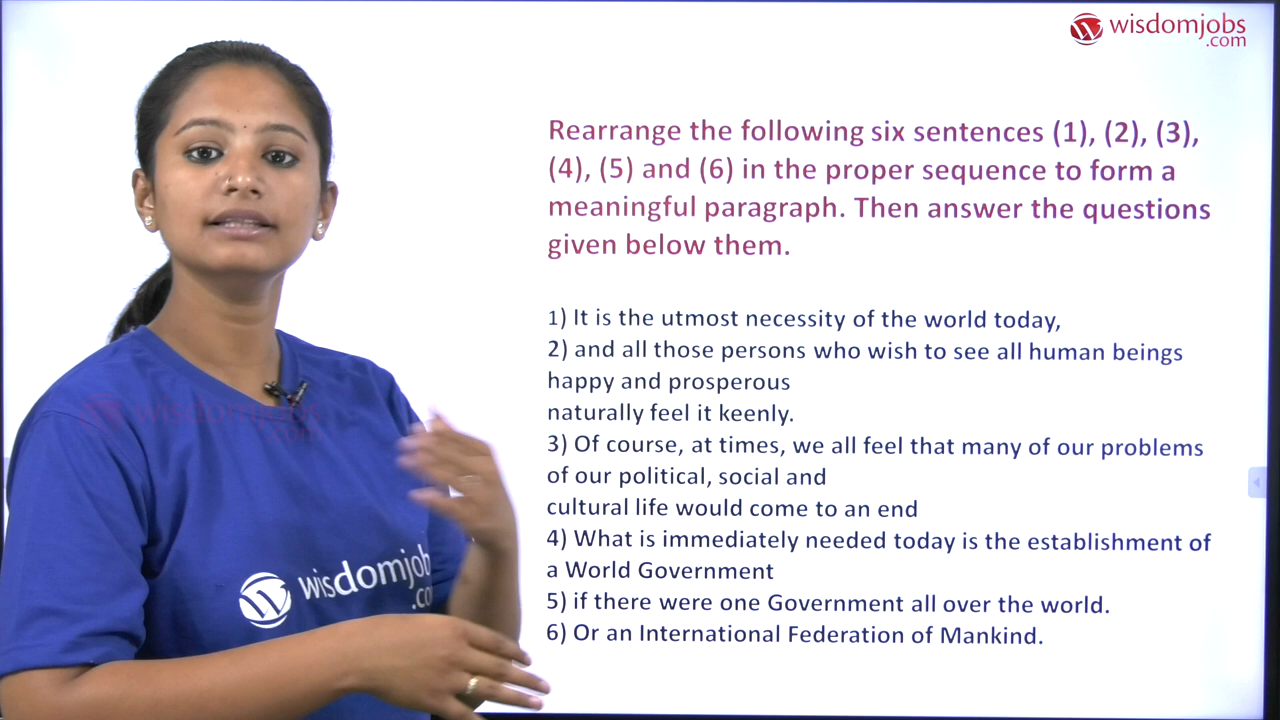 wisdomjobs
.com
Rearrange the following six sentences (1), (2), (3),
(4), (5) and (6) in the proper sequence to form a
meaningful paragraph. Then answer the questions
given below them.
1) It is the utmost necessity of the world today,
2) and all those persons who wish to see all human beings
happy and prosperous
naturally feel it keenly.
3) Of course, at times, we all feel that many of our problems
of our political, social and
cultural life would come to an end
4) What is immediately needed today is the establishment of
a World Government
5) if there were one Government all over the world.
6) Or an International Federation of Mankind.
wisdomjobs
.com
wisdomjob
.co